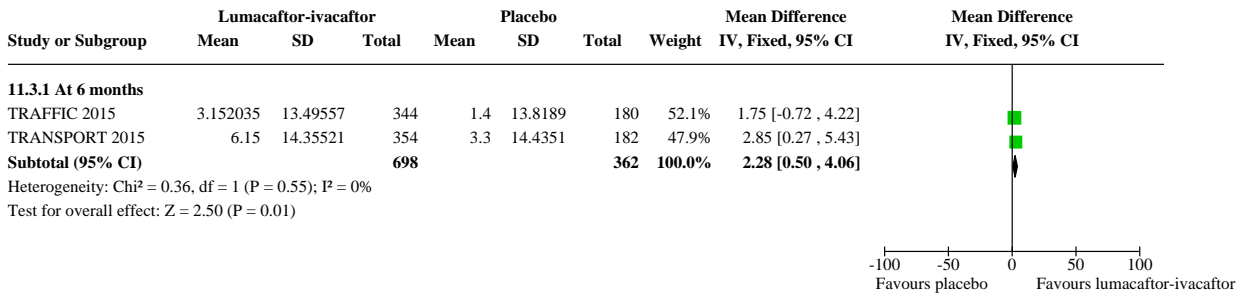 Lumacaftor-ivacaftor Placebo Mean Difference Mean Difference
Study or Subgroup Mean SD Total Mean SD Total Weight IV, Fixed, 95% CI IV, Fixed, 95% CI
11.3.1 At 6 months
TRAFFIC 2015 3.152035 13.49557 344 1.4 13.8189 180 52.1% 1.75 [-0.72 , 4.22]
TRANSPORT 2015 6.15 14.35521 354 3.3 14.4351 182 47.9% 2.85 [0.27 , 5.43]
Subtotal (95% CI) 698 362 100.0% 2.28 [0.50 , 4.06]
Heterogeneity: Chi² = 0.36, df = 1 (P = 0.55); I² = 0%
Test for overall effect: Z = 2.50 (P = 0.01)
-100 -50 0 50 100
Favours placebo Favours lumacaftor-ivacaftor